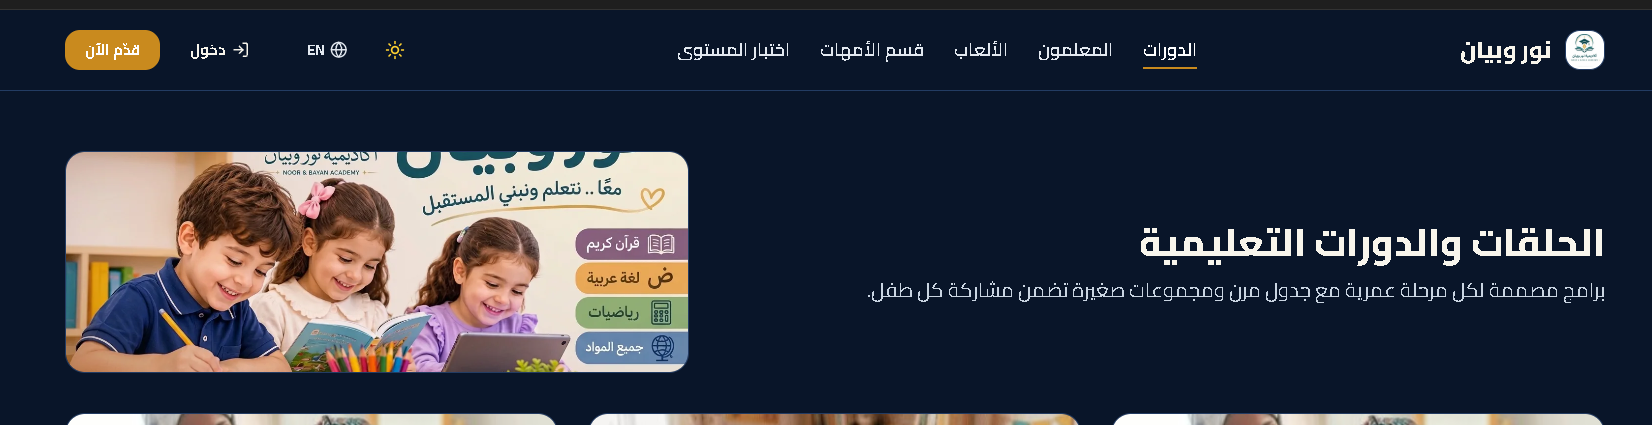 نور وبيان
الدورات
المعلمون
الألعاب
قسم الأمهات
اختبار المستوى
EN
دخول
قدّم الآن
الحلقات والدورات التعليمية
برامج مصممة لكل مرحلة عمرية مع جدول مرن ومجموعات صغيرة تضمن مشاركة كل طفل.
نور وبيان
أكاديمية نور وبيان
NOOR & BAYAN ACADEMY
معًا .. نتعلم ونبني المستقبل
قرآن كريم
ض لغة عربية
رياضيات
جميع المواد